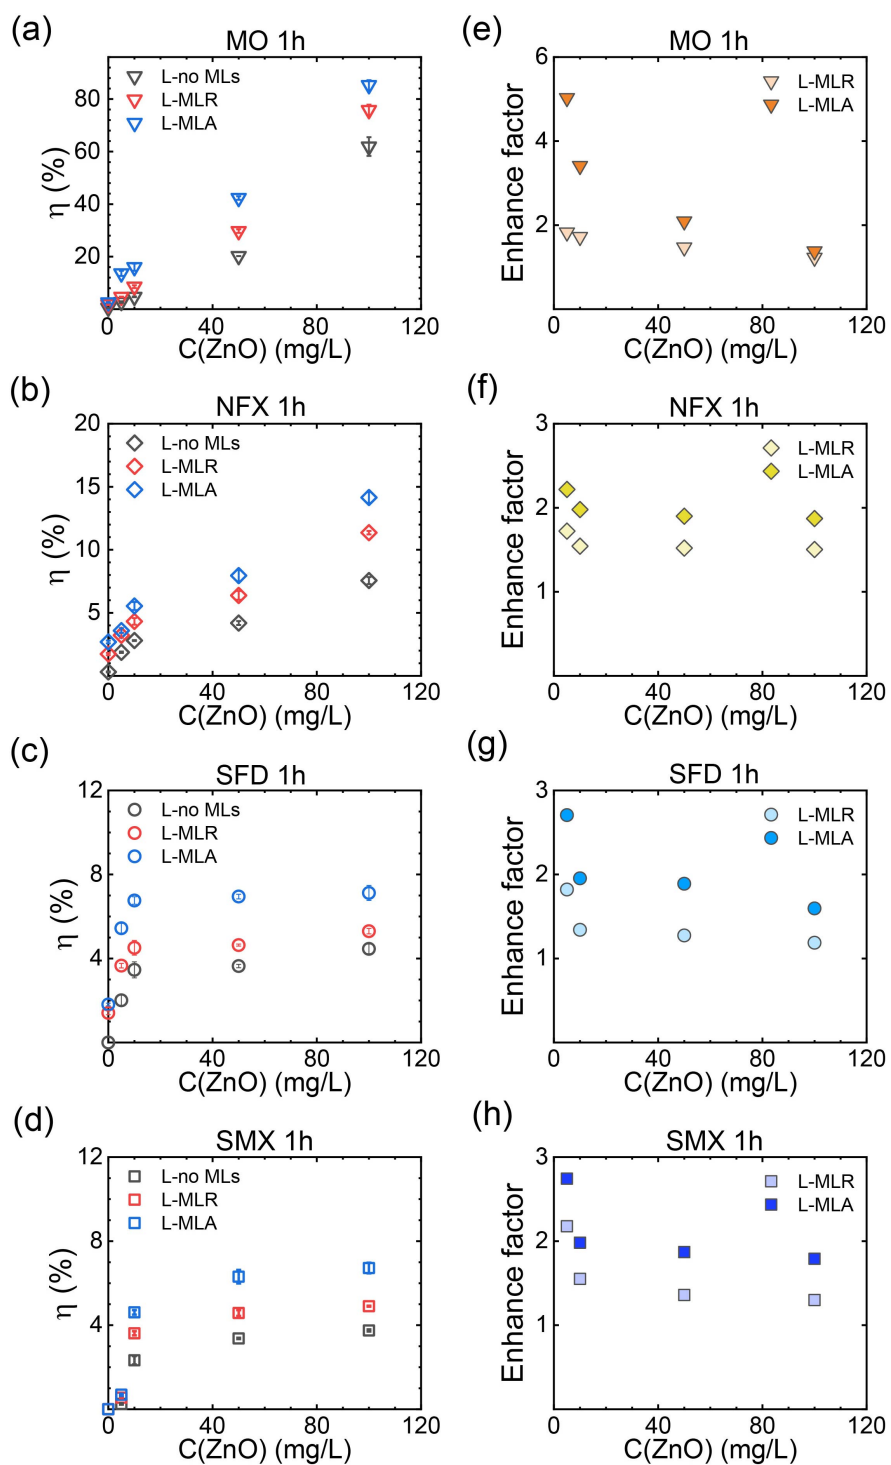 (a)
MO 1h
L-no MLs
L-MLR
L-MLA
η (%)
80
60
40
20
0 40 80 120
C(ZnO) (mg/L)
(e)
MO 1h
L-MLR
L-MLA
Enhance factor
6
4
2
0 40 80 120
C(ZnO) (mg/L)
(b)
NFX 1h
L-no MLs
L-MLR
L-MLA
η (%)
20
15
10
5
0 40 80 120
C(ZnO) (mg/L)
(f)
NFX 1h
L-MLR
L-MLA
Enhance factor
3
2
1
0 40 80 120
C(ZnO) (mg/L)
(c)
SFD 1h
L-no MLs
L-MLR
L-MLA
η (%)
12
8
4
0 40 80 120
C(ZnO) (mg/L)
(g)
SFD 1h
L-MLR
L-MLA
Enhance factor
3
2
1
0 40 80 120
C(ZnO) (mg/L)
(d)
SMX 1h
L-no MLs
L-MLR
L-MLA
η (%)
12
8
4
0 40 80 120
C(ZnO) (mg/L)
(h)
SMX 1h
L-MLR
L-MLA
Enhance factor
3
2
1
0 40 80 120
C(ZnO) (mg/L)